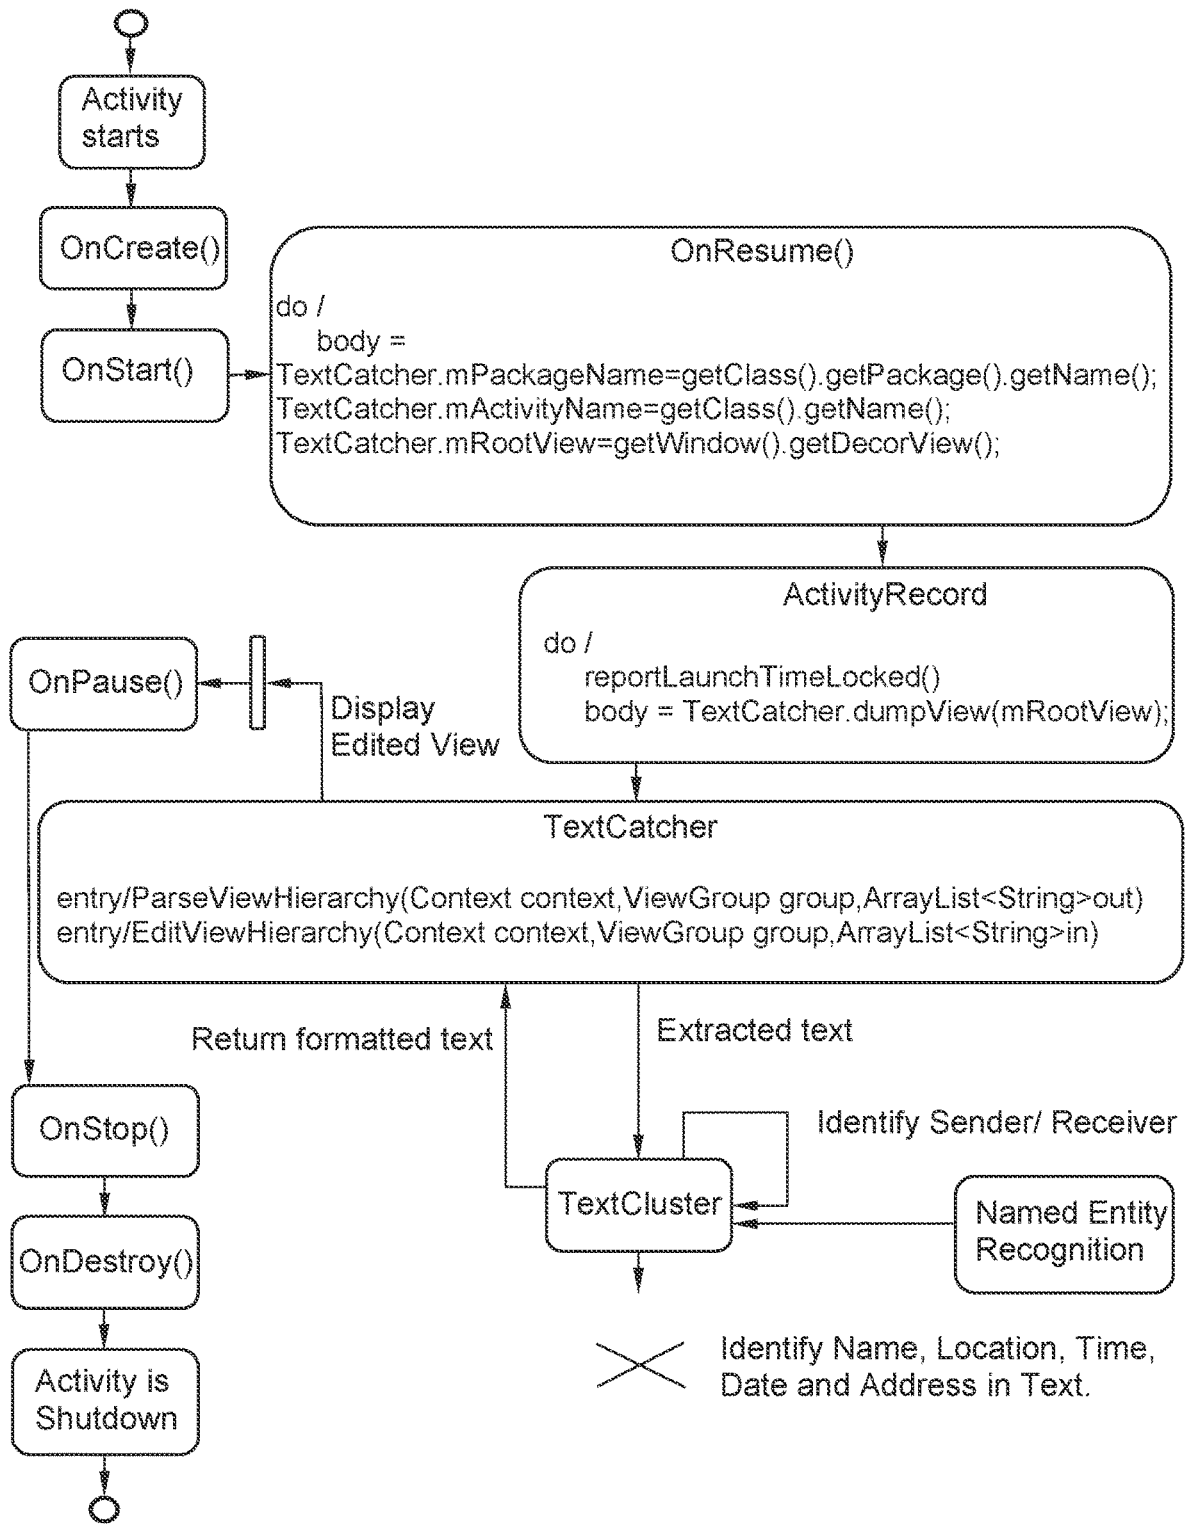 Activity
starts
OnCreate()
OnStart()
OnResume()
do /
body =
TextCatcher.mPackageName=getClass().getPackage().getName();
TextCatcher.mActivityName=getClass().getName();
TextCatcher.mRootView=getWindow().getDecorView();
ActivityRecord
do /
reportLaunchTimeLocked()
body = TextCatcher.dumpView(mRootView);
OnPause()
Display
Edited View
TextCatcher
entry/ParseViewHierarchy(Context context,ViewGroup group,ArrayList<String>out)
entry/EditViewHierarchy(Context context,ViewGroup group,ArrayList<String>in)
Return formatted text
Extracted text
OnStop()
Identify Sender/ Receiver
TextCluster
Named Entity
Recognition
OnDestroy()
Identify Name, Location, Time,
Date and Address in Text.
Activity is
Shutdown